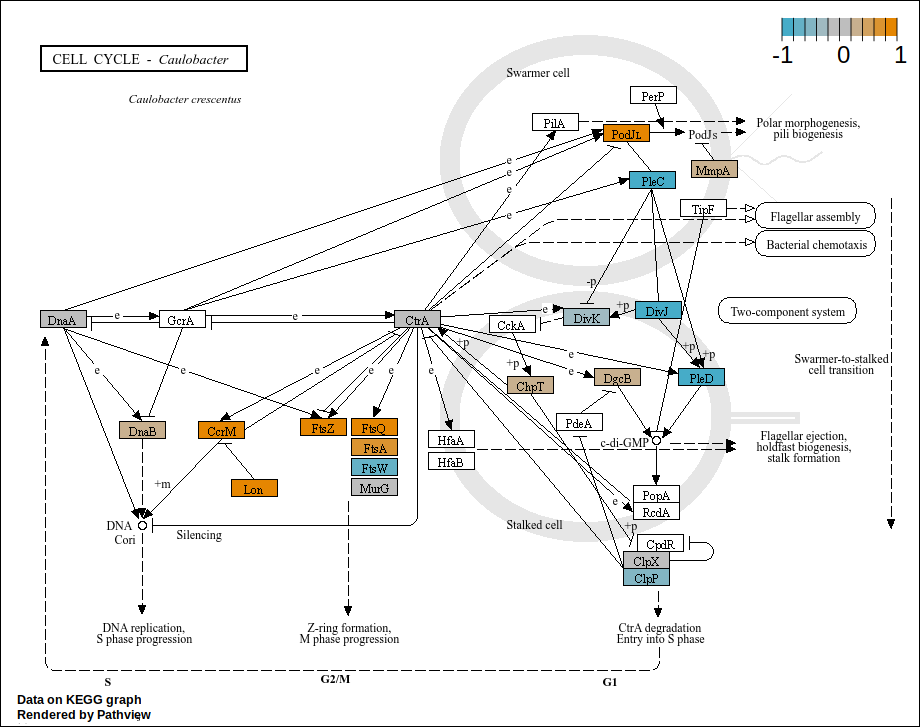 -1 0 1
CELL CYCLE - Caulobacter
Caulobacter crescentus
Swarmer cell
PerP
PilA
PodJL
PodJs
Polar morphogenesis,
pili biogenesis
e
e
e
e
MmpA
PleC
TipF
Flagellar assembly
Bacterial chemotaxis
-p
+p
DnaA
e
GcrA
e
CtrA
e
CckA
DivK
DivJ
Two-component system
+p
+p
+p
+p
e
e
Swarmer-to-stalked
cell transition
e
e
e
e
e
e
ChpT
DgcB
PleD
DnaB
CcrM
FtsZ
FtsQ
FtsA
FtsW
MurG
HfaA
HfaB
PdeA
c-di-GMP
Flagellar ejection,
holdfast biogenesis,
stalk formation
Lon
+m
e
PopA
RcdA
DNA
Cori
Silencing
Stalked cell
+p
CpdR
ClpX
ClpP
DNA replication,
S phase progression
Z-ring formation,
M phase progression
CtrA degradation
Entry into S phase
S
G2/M
G1
Data on KEGG graph
Rendered by Pathview